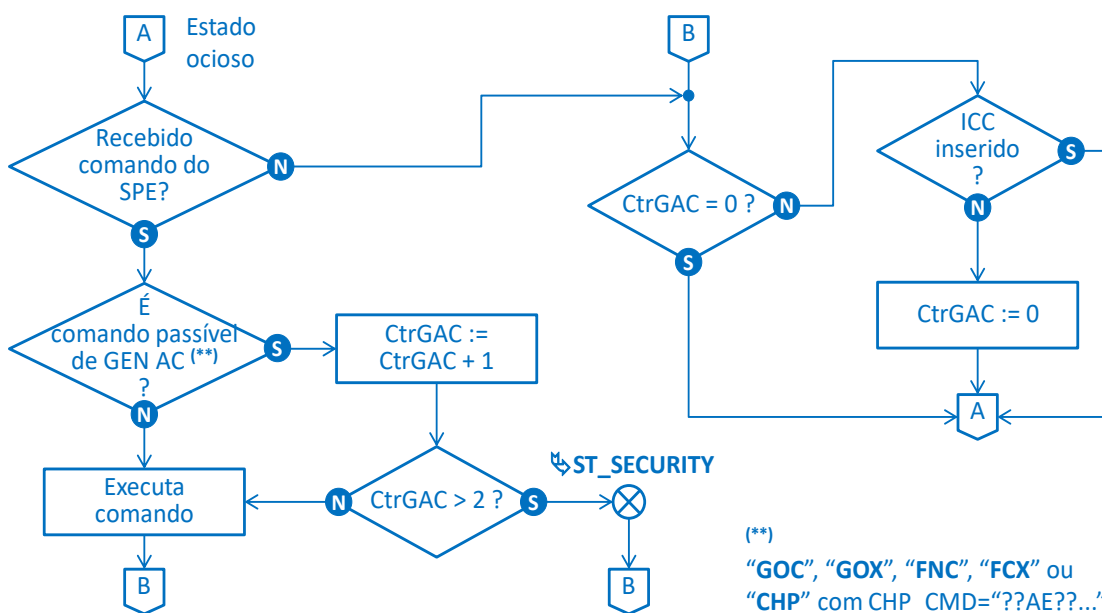 A
Estado
ocioso
Recebido
comando do
SPE?
N
S
É
comando passível
de GEN AC (**)
?
S
N
CtrGAC :=
CtrGAC + 1
Executa
comando
N
CtrGAC > 2 ?
S
ST_SECURITY
B
B
B
CtrGAC = 0 ?
N
S
ICC
inserido
?
S
N
CtrGAC := 0
A
(**)
“GOC”, “GOX”, “FNC”, “FCX” ou
“CHP” com CHP_CMD=“??AE??...”